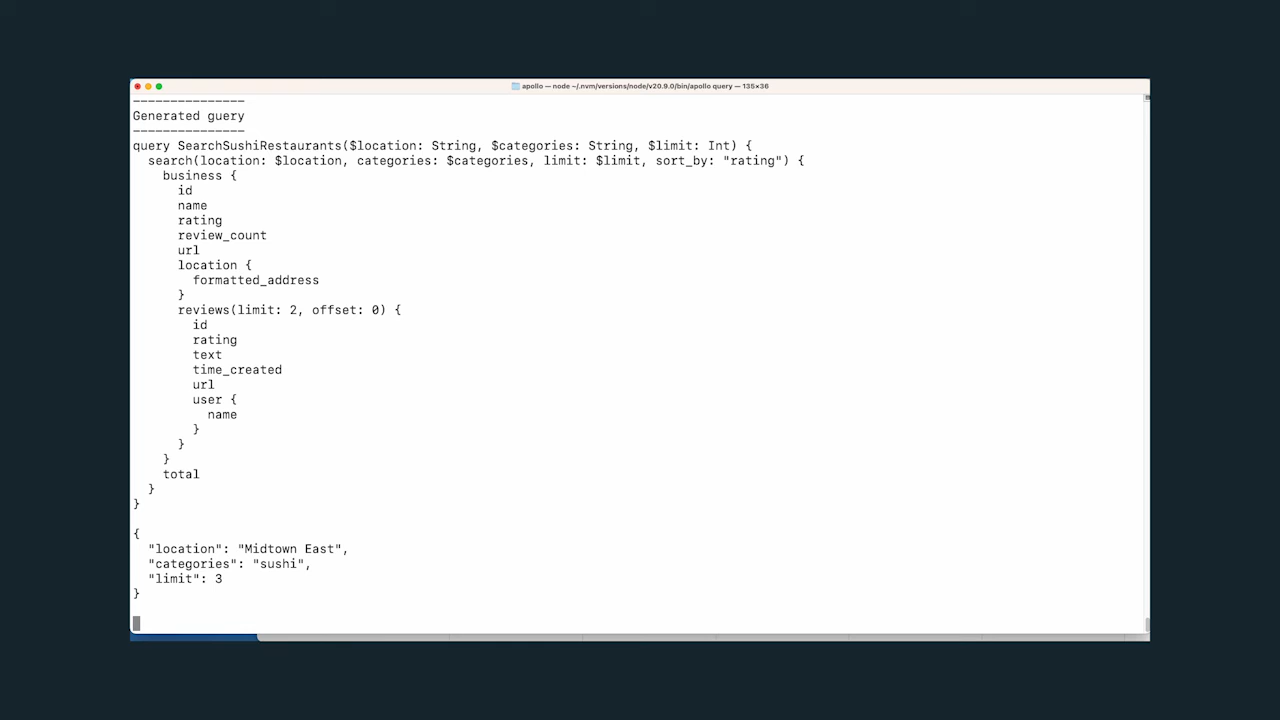 apollo — node ~/.nvm/versions/node/v20.9.0/bin/apollo query — 135×36
---------------
Generated query
---------------
query SearchSushiRestaurants($location: String, $categories: String, $limit: Int) {
  search(location: $location, categories: $categories, limit: $limit, sort_by: "rating") {
    business {
      id
      name
      rating
      review_count
      url
      location {
        formatted_address
      }
      reviews(limit: 2, offset: 0) {
        id
        rating
        text
        time_created
        url
        user {
          name
        }
      }
    }
    total
  }
}
{
  "location": "Midtown East",
  "categories": "sushi",
  "limit": 3
}